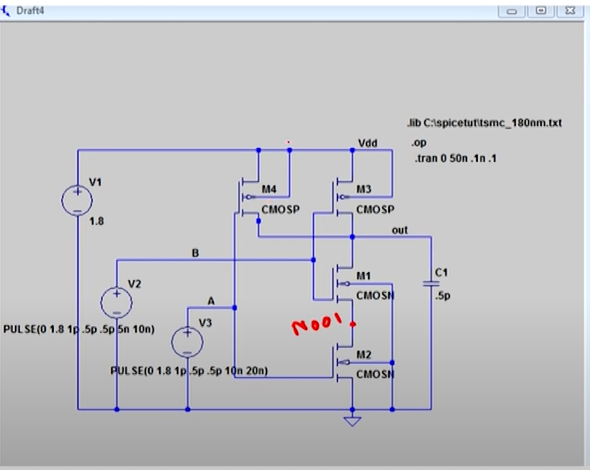 Draft4
.lib C:\spicetut\tsmc_180nm.txt
.op
.tran 0 50n .1n .1
Vdd
V1
1.8
M4
CMOSP
M3
CMOSP
out
B
V2
PULSE(0 1.8 1p .5p .5p 5n 10n)
A
V3
PULSE(0 1.8 1p .5p .5p 10n 20n)
M1
CMOSN
N001
M2
CMOSN
C1
.5p